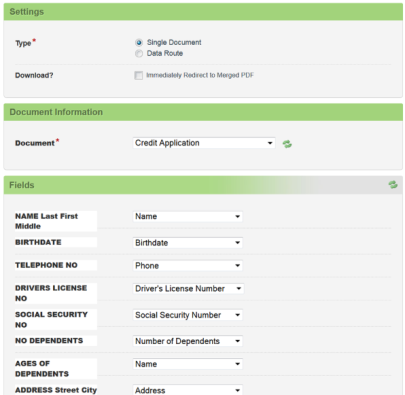 Settings
Type *
Single Document
Data Route
Download?
Immediately Redirect to Merged PDF
Document Information
Document *
Credit Application
Fields
NAME Last First Middle
Name
BIRTHDATE
Birthdate
TELEPHONE NO
Phone
DRIVERS LICENSE NO
Driver's License Number
SOCIAL SECURITY NO
Social Security Number
NO DEPENDENTS
Number of Dependents
AGES OF DEPENDENTS
Name
ADDRESS Street City
Address